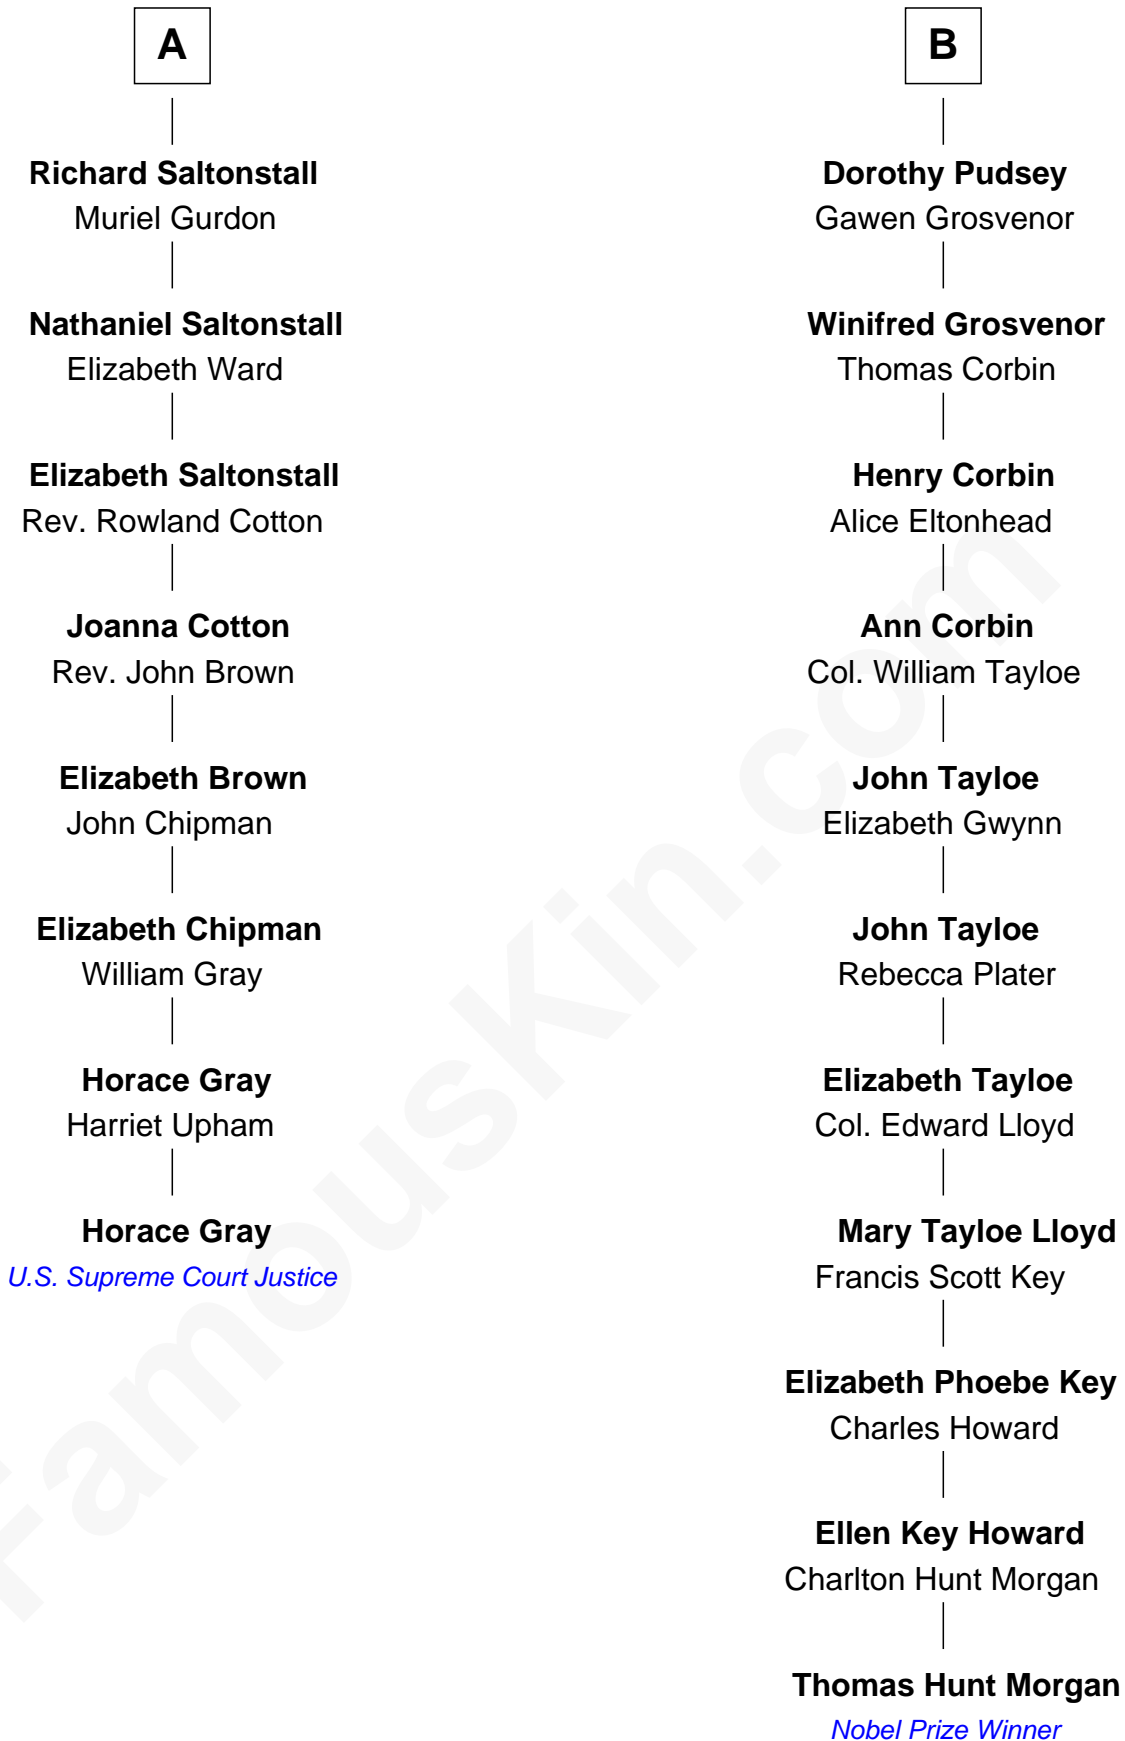 A
Richard Saltonstall
Muriel Gurdon
Nathaniel Saltonstall
Elizabeth Ward
Elizabeth Saltonstall
Rev. Rowland Cotton
Joanna Cotton
Rev. John Brown
Elizabeth Brown
John Chipman
Elizabeth Chipman
William Gray
Horace Gray
Harriet Upham
Horace Gray
U.S. Supreme Court Justice
B
Dorothy Pudsey
Gawen Grosvenor
Winifred Grosvenor
Thomas Corbin
Henry Corbin
Alice Eltonhead
Ann Corbin
Col. William Tayloe
John Tayloe
Elizabeth Gwynn
John Tayloe
Rebecca Plater
Elizabeth Tayloe
Col. Edward Lloyd
Mary Tayloe Lloyd
Francis Scott Key
Elizabeth Phoebe Key
Charles Howard
Ellen Key Howard
Charlton Hunt Morgan
Thomas Hunt Morgan
Nobel Prize Winner
FamousKin.com